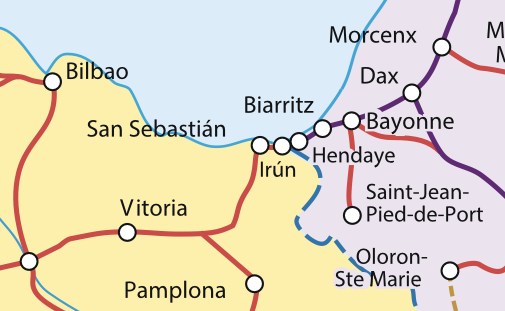 Morcenx
M
M
Bilbao
Dax
Biarritz
San Sebastián
Bayonne
Irún
Hendaye
Saint-Jean-
Pied-de-Port
Vitoria
Oloron-
Ste Marie
Pamplona